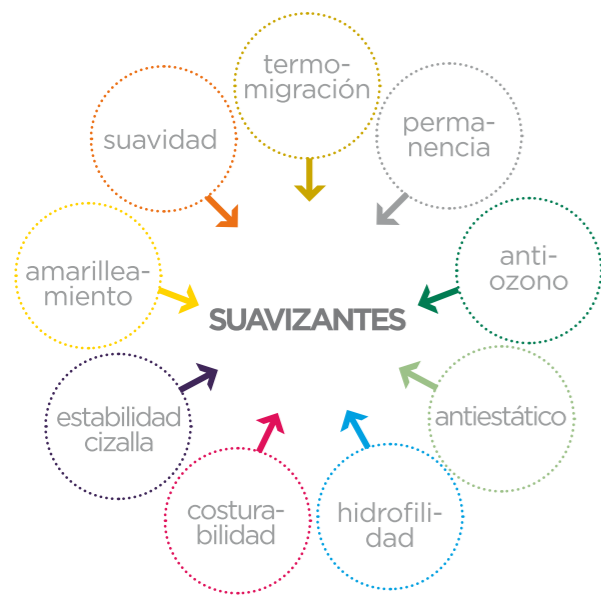 termo-
migración
perma-
nencia
anti-
ozono
antiestático
hidrofili-
dad
costura-
bilidad
estabilidad
cizalla
amarillea-
miento
suavidad
SUAVIZANTES